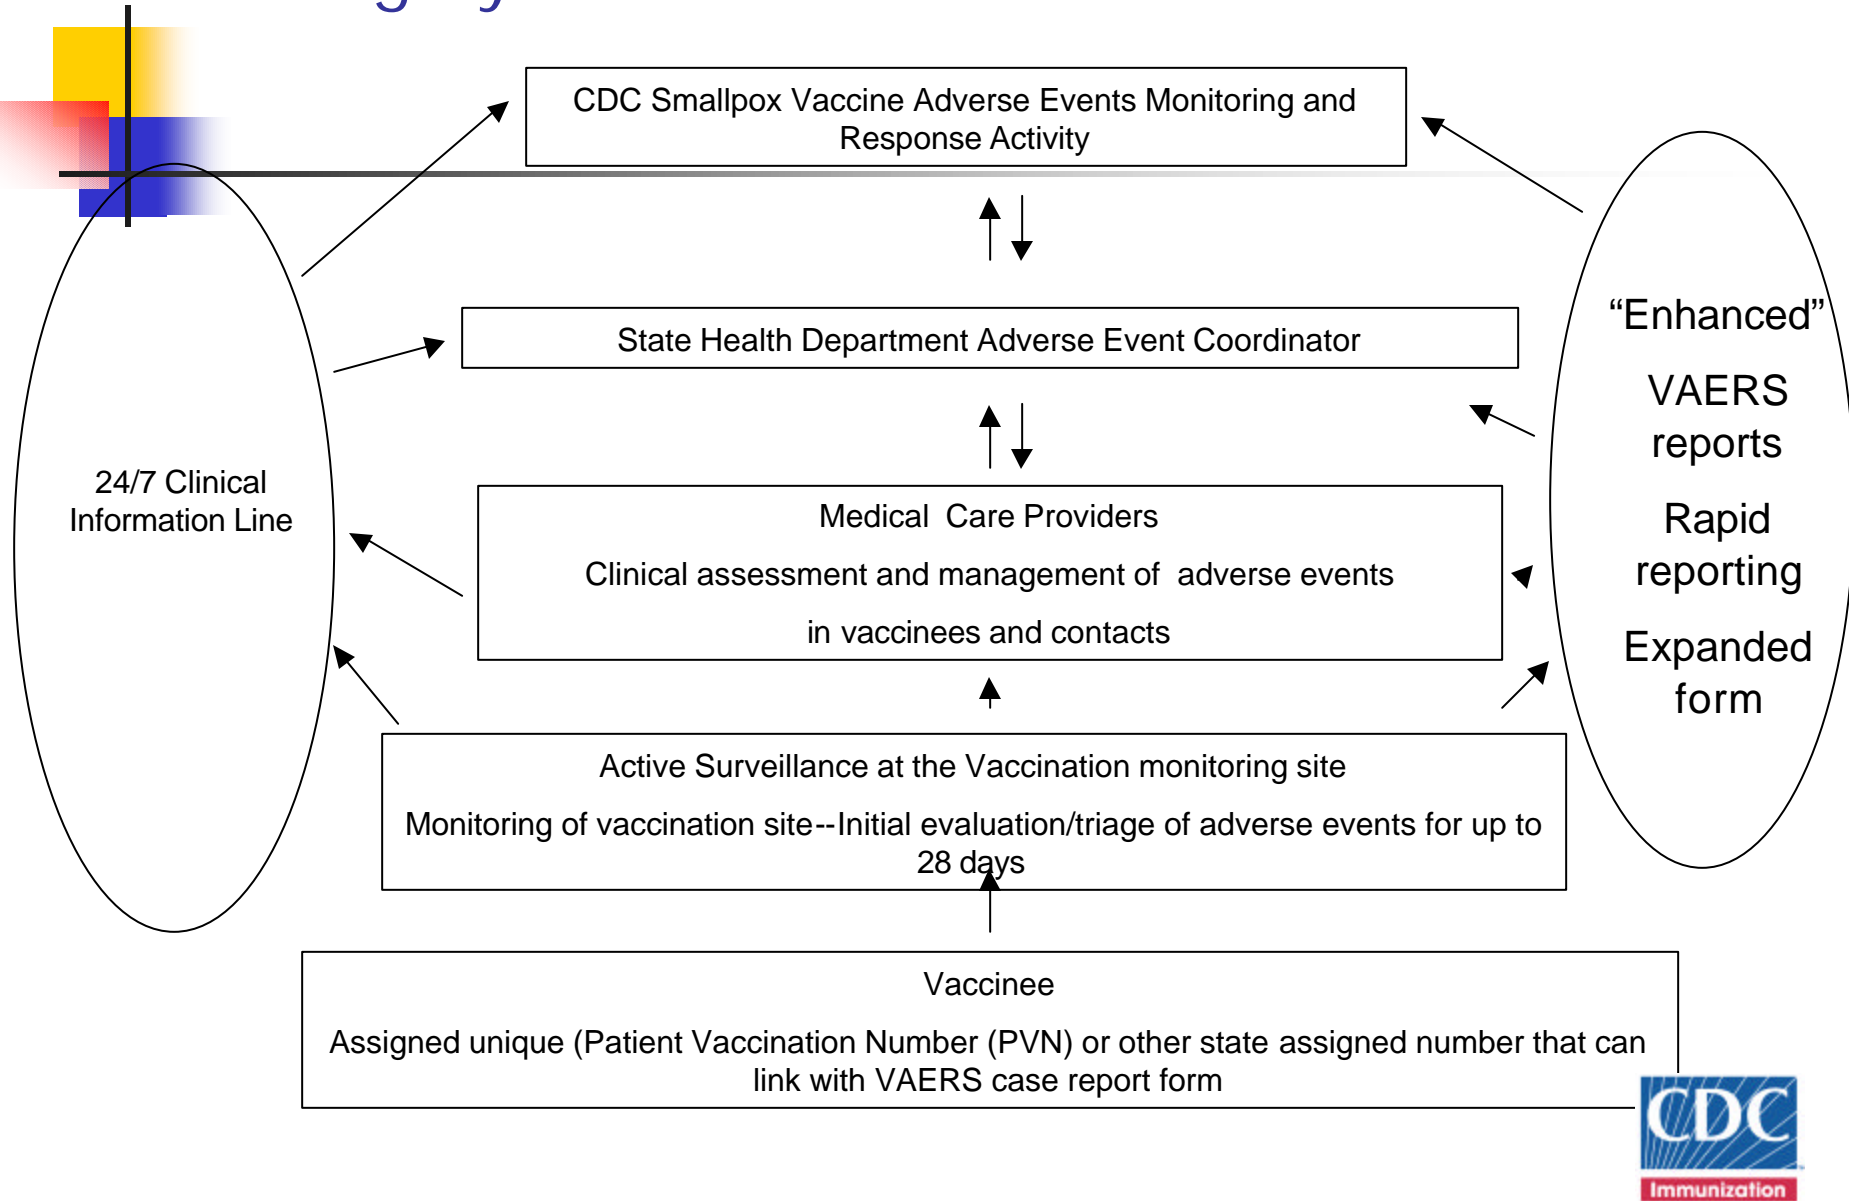 CDC Smallpox Vaccine Adverse Events Monitoring and
Response Activity
State Health Department Adverse Event Coordinator
24/7 Clinical
Information Line
Medical Care Providers
Clinical assessment and management of adverse events
in vaccinees and contacts
“Enhanced”
VAERS
reports
Rapid
reporting
Expanded
form
Active Surveillance at the Vaccination monitoring site
Monitoring of vaccination site--Initial evaluation/triage of adverse events for up to
28 days
Vaccinee
Assigned unique (Patient Vaccination Number (PVN) or other state assigned number that can
link with VAERS case report form
CDC
Immunization